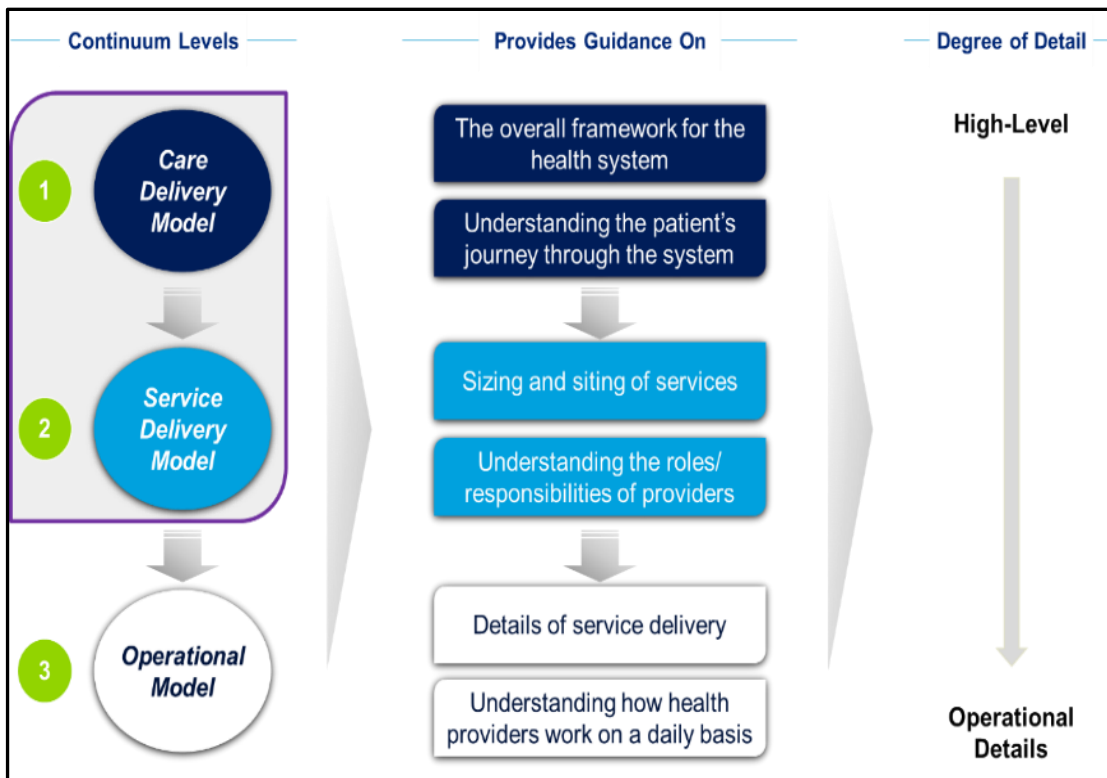 Continuum Levels
Provides Guidance On
Degree of Detail
1
Care
Delivery
Model
The overall framework for the
health system
Understanding the patient's
journey through the system
High-Level
2
Service
Delivery
Model
Sizing and siting of services
Understanding the roles/
responsibilities of providers
3
Operational
Model
Details of service delivery
Understanding how health
providers work on a daily basis
Operational
Details